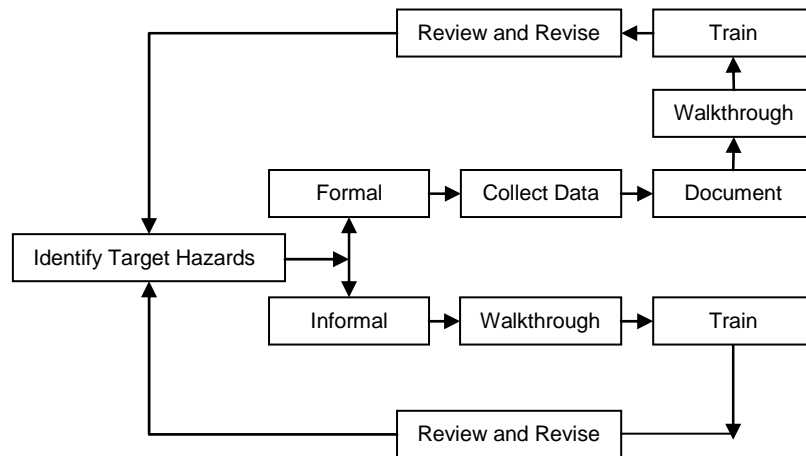 Review and Revise
Train
Walkthrough
Formal
Collect Data
Document
Identify Target Hazards
Informal
Walkthrough
Train
Review and Revise